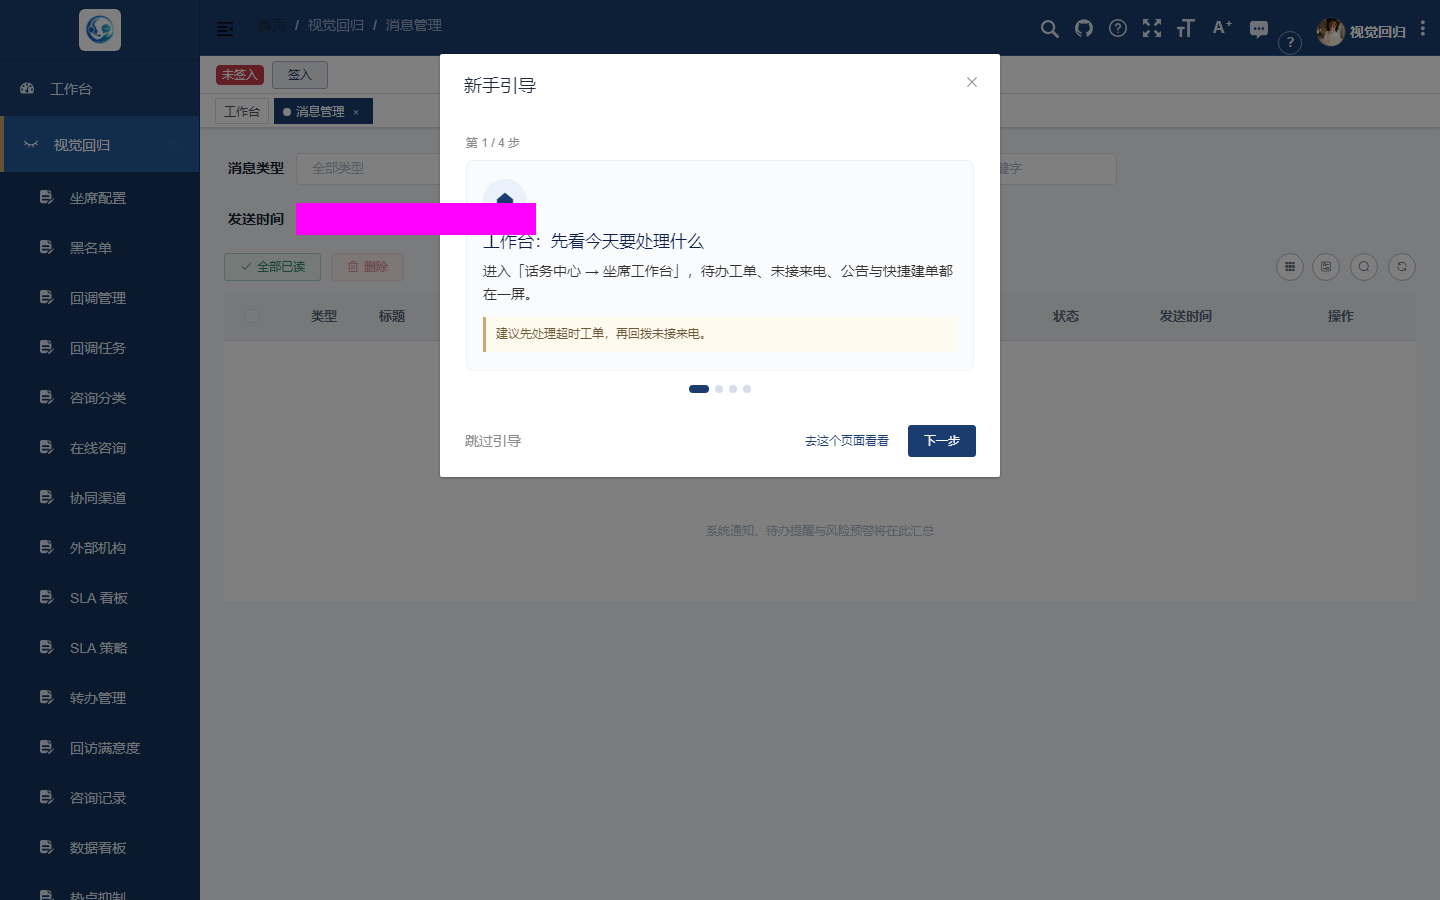 首页 / 视觉回归 / 消息管理
视觉回归
未签入 签入
工作台 消息管理 ×
工作台
视觉回归
坐席配置
黑名单
回调管理
回调任务
咨询分类
在线咨询
协同渠道
外部机构
SLA 看板
SLA 策略
转办管理
回访满意度
咨询记录
数据看板
热点抑制
消息类型 全部类型
键字
发送时间
全部已读 删除
类型 标题 状态 发送时间 操作
系统通知、待办提醒与风险预警将在此汇总
新手引导
第 1 / 4 步
工作台：先看今天要处理什么
进入「话务中心 → 坐席工作台」，待办工单、未接来电、公告与快捷建单都
在一屏。
建议先处理超时工单，再回拨未接来电。
跳过引导 去这个页面看看 下一步